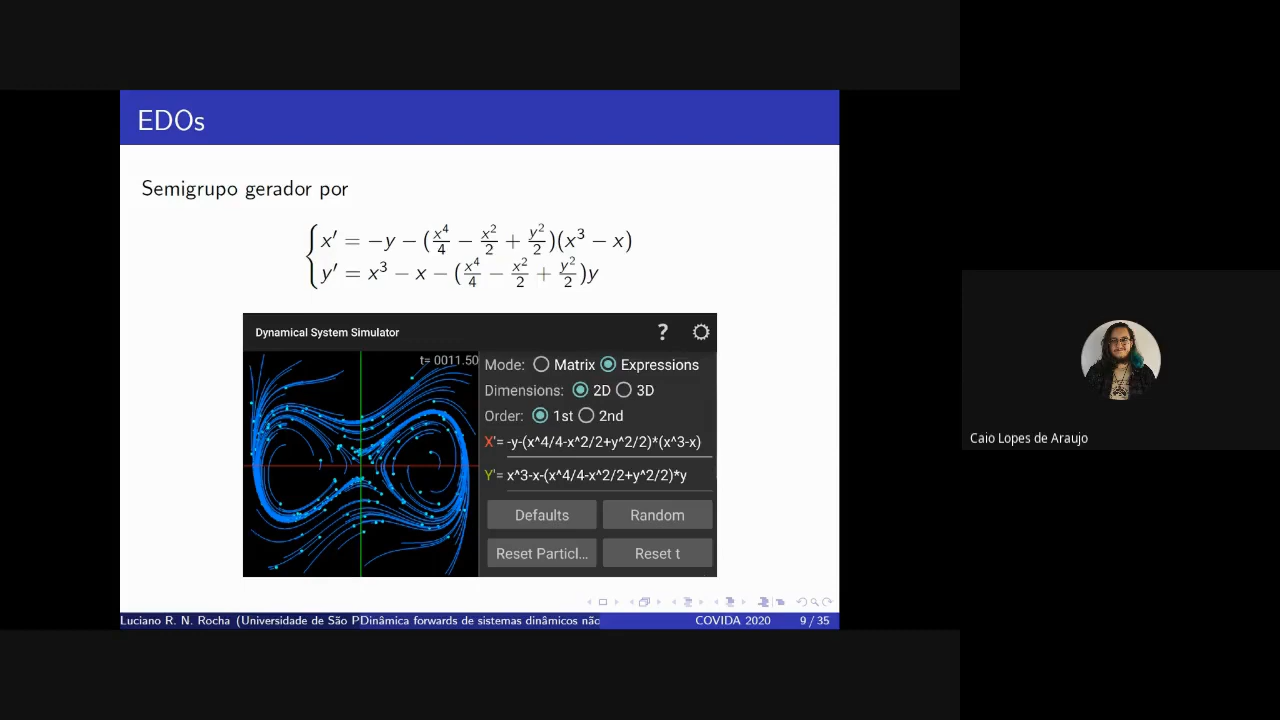 EDOs
Semigrupo gerador por
x′ = −y − (x⁴/4 − x²/2 + y²/2)(x³ − x)
y′ = x³ − x − (x⁴/4 − x²/2 + y²/2)y
Dynamical System Simulator ?
t= 0011.50
Mode: Matrix Expressions
Dimensions: 2D 3D
Order: 1st 2nd
X'= -y-(x^4/4-x^2/2+y^2/2)*(x^3-x)
Y'= x^3-x-(x^4/4-x^2/2+y^2/2)*y
Defaults Random
Reset Particl... Reset t
Luciano R. N. Rocha (Universidade de São P Dinâmica forwards de sistemas dinâmicos não COVIDA 2020 9 / 35
Caio Lopes de Araujo